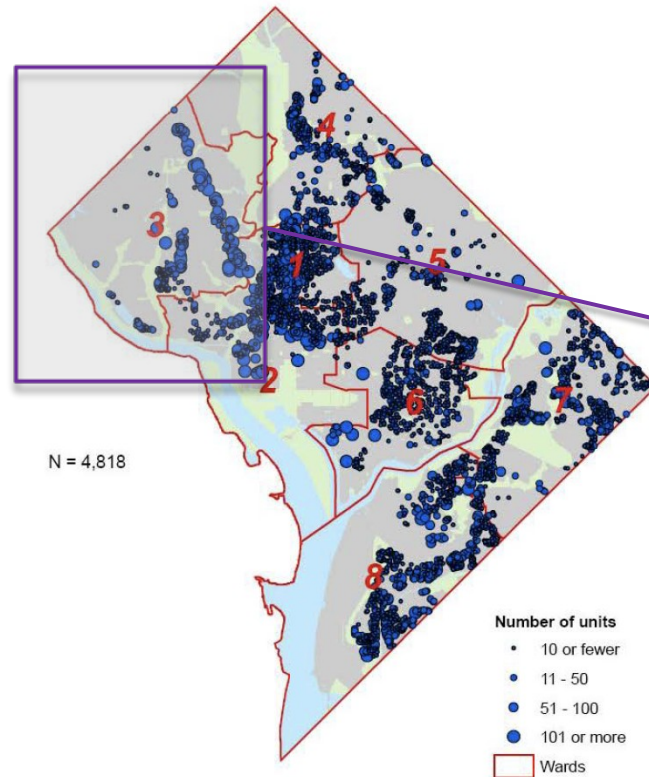 4
3
1
5
2
6
7
N = 4,818
8
Number of units
10 or fewer
11 - 50
51 - 100
101 or more
Wards